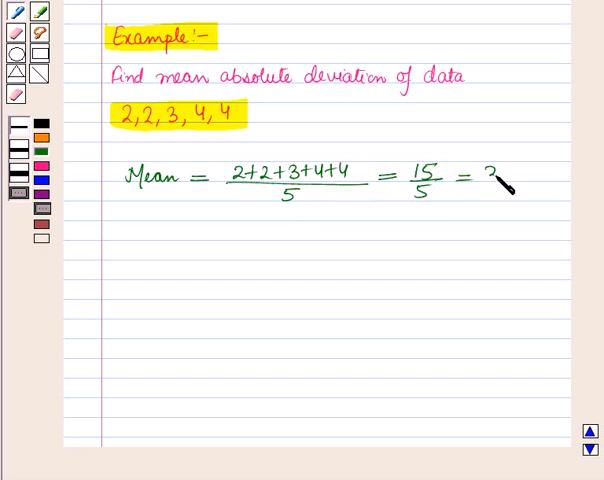 Example:-
Find mean absolute deviation of data
2, 2, 3, 4, 4
Mean = 2+2+3+4+4 / 5 = 15 / 5 =